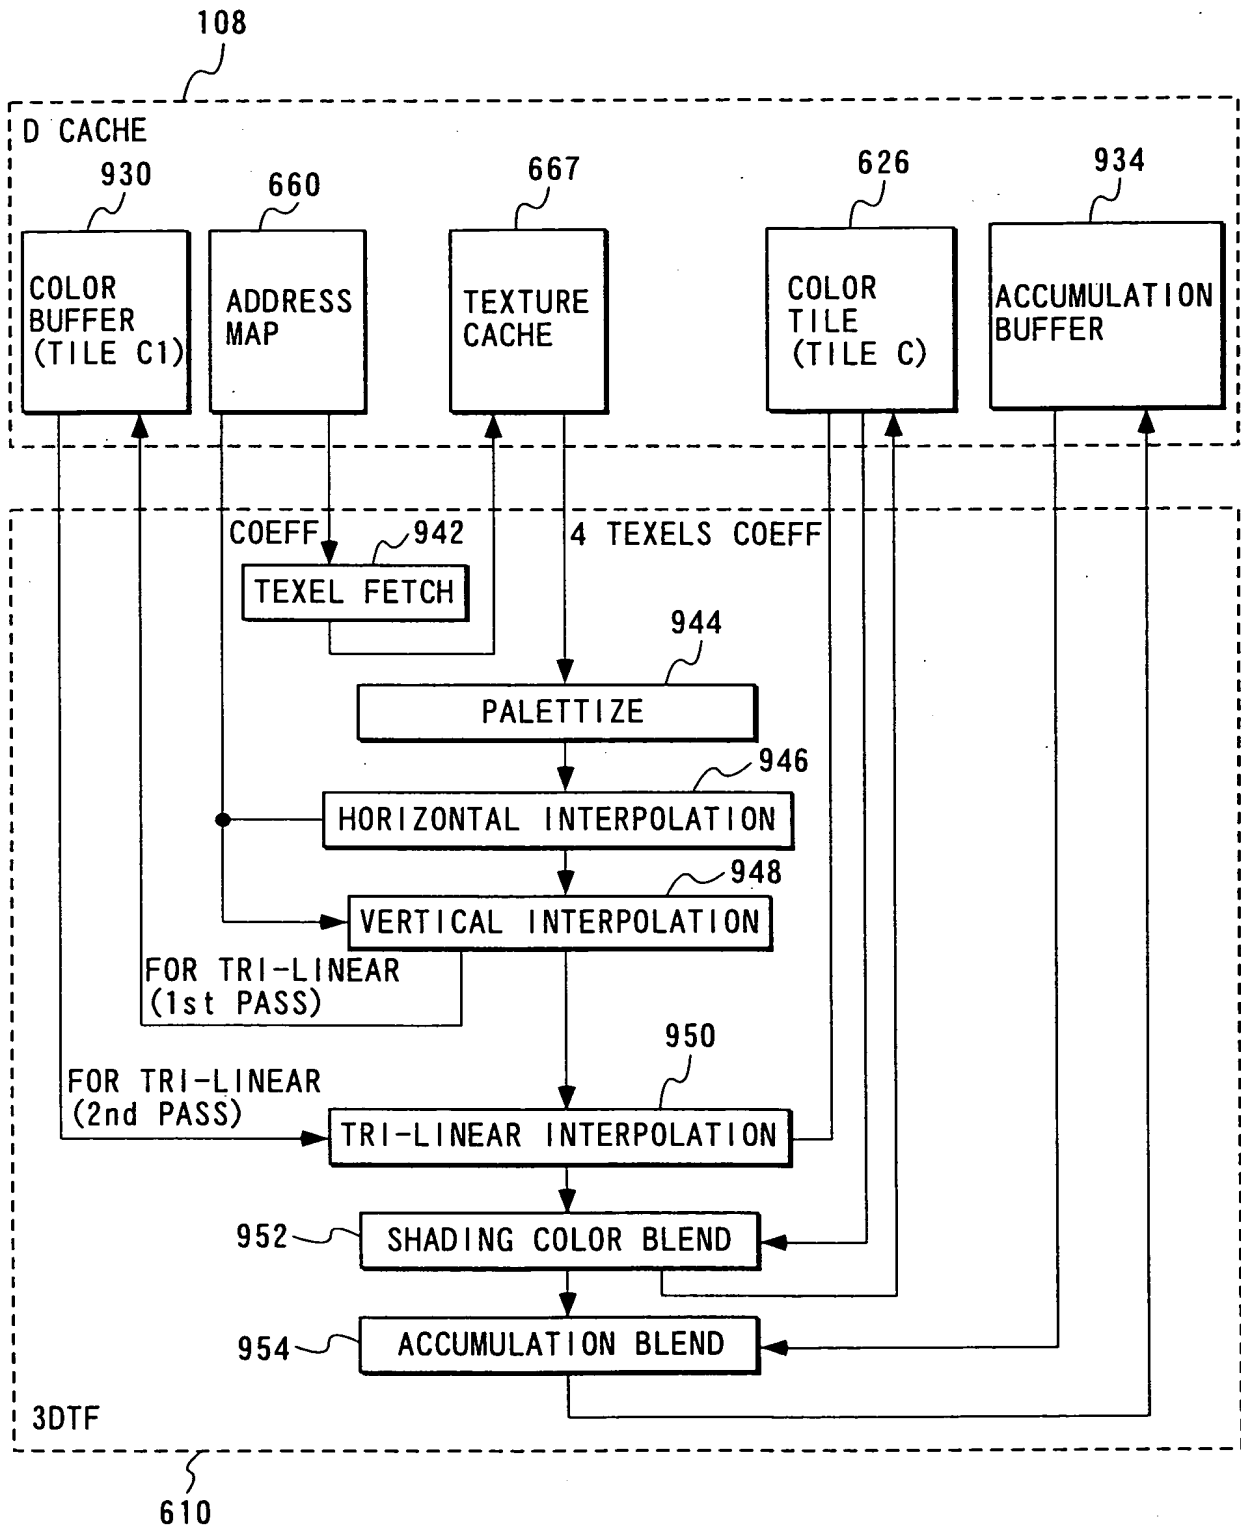 108
D CACHE
930
660
667
626
934
COLOR
BUFFER
(TILE C1)
ADDRESS
MAP
TEXTURE
CACHE
COLOR
TILE
(TILE C)
ACCUMULATION
BUFFER
COEFF
942
4 TEXELS COEFF
TEXEL FETCH
944
PALETTIZE
946
HORIZONTAL INTERPOLATION
948
VERTICAL INTERPOLATION
FOR TRI-LINEAR
(1st PASS)
950
FOR TRI-LINEAR
(2nd PASS)
TRI-LINEAR INTERPOLATION
952
SHADING COLOR BLEND
954
ACCUMULATION BLEND
3DTF
610